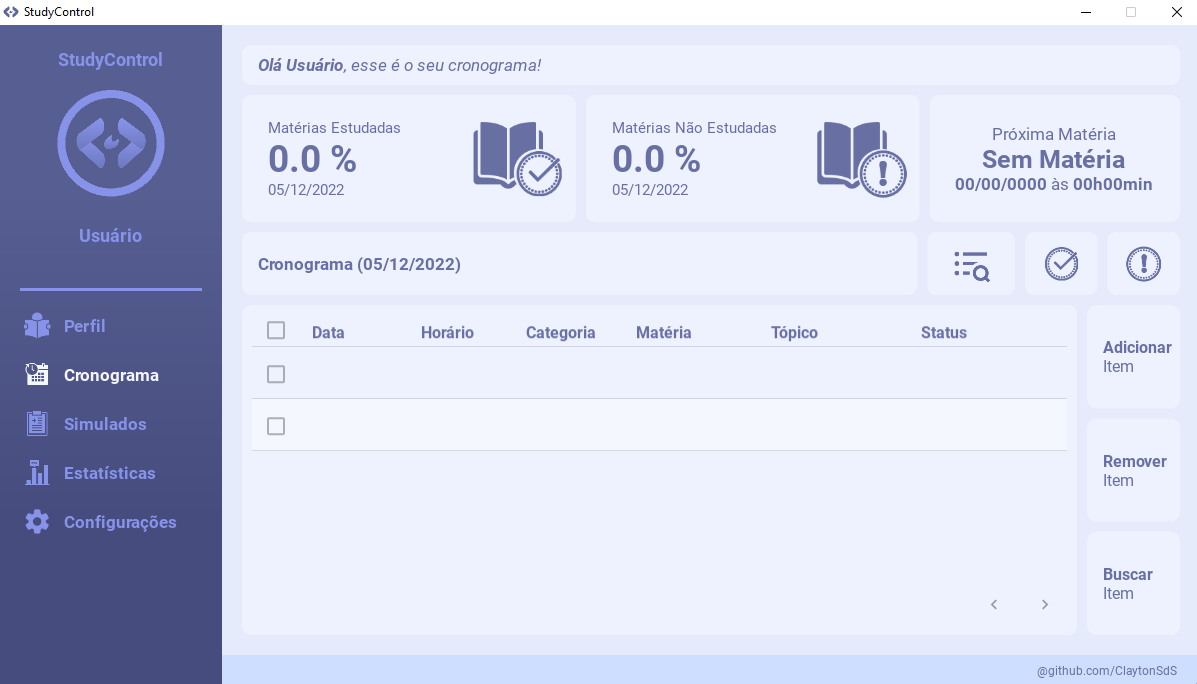 StudyControl
StudyControl
Usuário
Perfil
Cronograma
Simulados
Estatísticas
Configurações
Olá Usuário, esse é o seu cronograma!
Matérias Estudadas
0.0 %
05/12/2022
Matérias Não Estudadas
0.0 %
05/12/2022
Próxima Matéria
Sem Matéria
00/00/0000 às 00h00min
Cronograma (05/12/2022)
Data Horário Categoria Matéria Tópico Status
Adicionar
Item
Remover
Item
Buscar
Item
@github.com/ClaytonSdS